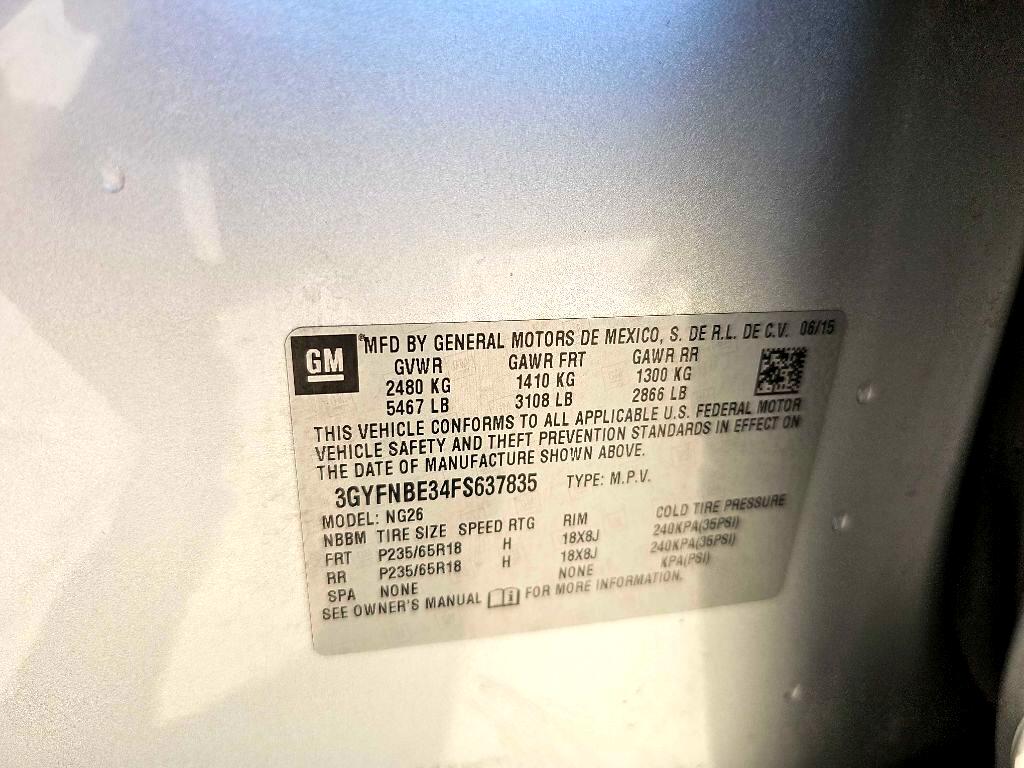 GM
MFD BY GENERAL MOTORS DE MEXICO, S. DE R.L. DE C.V. 06/15
GVWR GAWR FRT GAWR RR
2480 KG 1410 KG 1300 KG
5467 LB 3108 LB 2866 LB
THIS VEHICLE CONFORMS TO ALL APPLICABLE U.S. FEDERAL MOTOR
VEHICLE SAFETY AND THEFT PREVENTION STANDARDS IN EFFECT ON
THE DATE OF MANUFACTURE SHOWN ABOVE.
3GYFNBE34FS637835 TYPE: M.P.V.
MODEL: NG26
NBBM TIRE SIZE SPEED RTG RIM COLD TIRE PRESSURE
FRT P235/65R18 H 18X8J 240KPA(35PSI)
RR P235/65R18 H 18X8J 240KPA(35PSI)
SPA NONE NONE KPA(PSI)
SEE OWNER'S MANUAL FOR MORE INFORMATION.